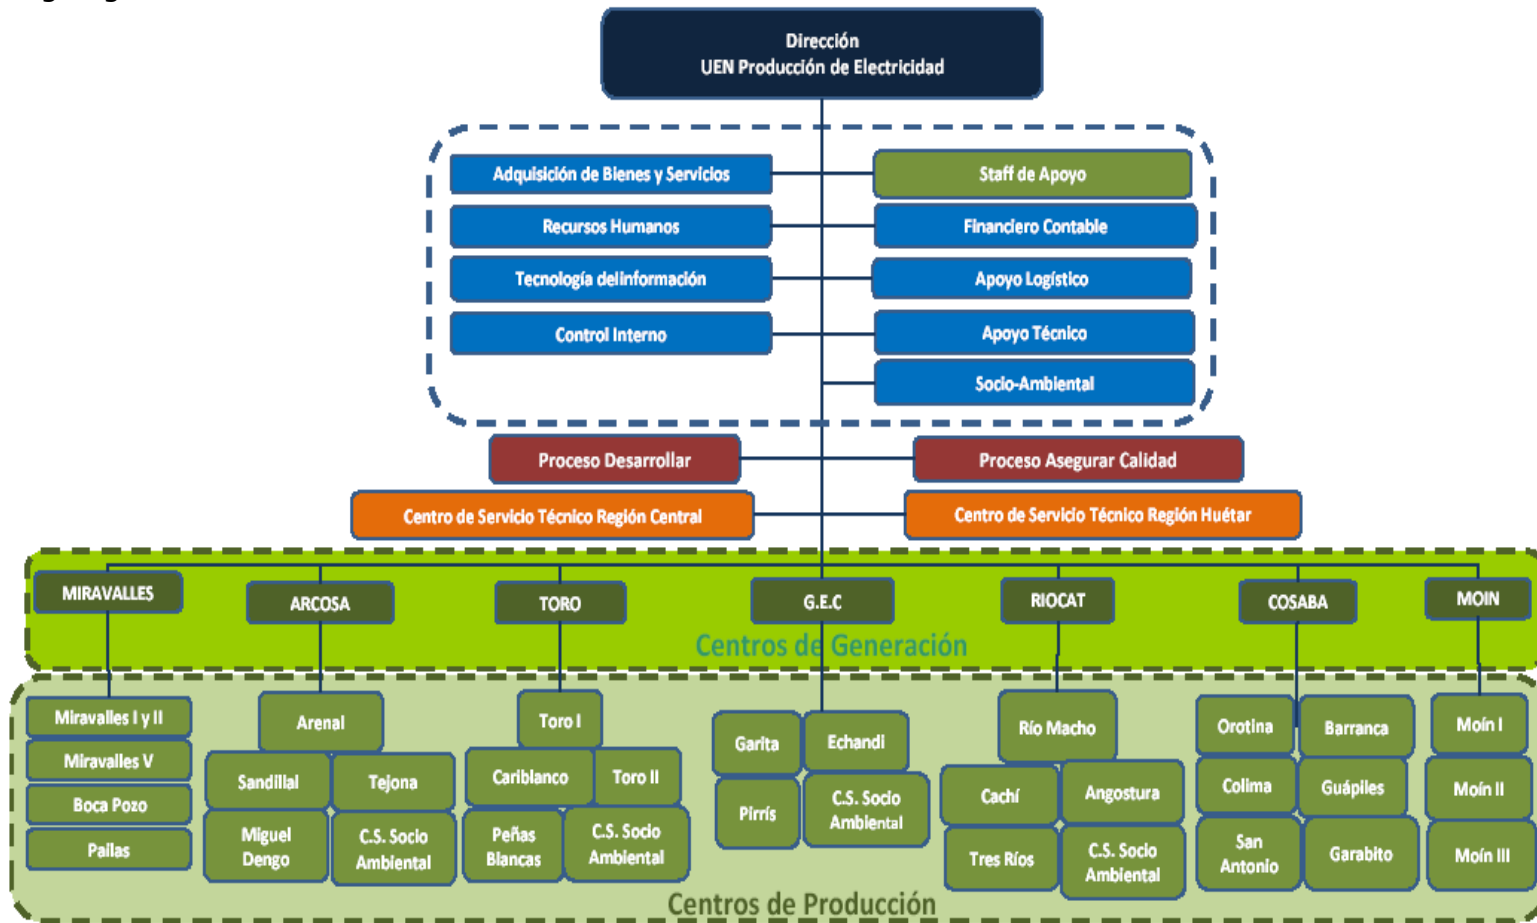 Dirección
UEN Producción de Electricidad
Adquisición de Bienes y Servicios
Staff de Apoyo
Recursos Humanos
Financiero Contable
Tecnología delinformación
Apoyo Logístico
Control Interno
Apoyo Técnico
Socio-Ambiental
Proceso Desarrollar
Proceso Asegurar Calidad
Centro de Servicio Técnico Región Central
Centro de Servicio Técnico Región Huétar
MIRAVALLES
ARCOSA
TORO
G.E.C
RIOCAT
COSABA
MOIN
Centros de Generación
Miravalles I y II
Miravalles V
Boca Pozo
Pailas
Arenal
Sandillal
Tejona
Miguel
Dengo
C.S. Socio
Ambiental
Toro I
Cariblanco
Toro II
Peñas
Blancas
C.S. Socio
Ambiental
Garita
Echandi
Pirrís
C.S. Socio
Ambiental
Río Macho
Cachí
Angostura
Tres Ríos
C.S. Socio
Ambiental
Orotina
Barranca
Colima
Guápiles
San
Antonio
Garabito
Moín I
Moín II
Moín III
Centros de Producción